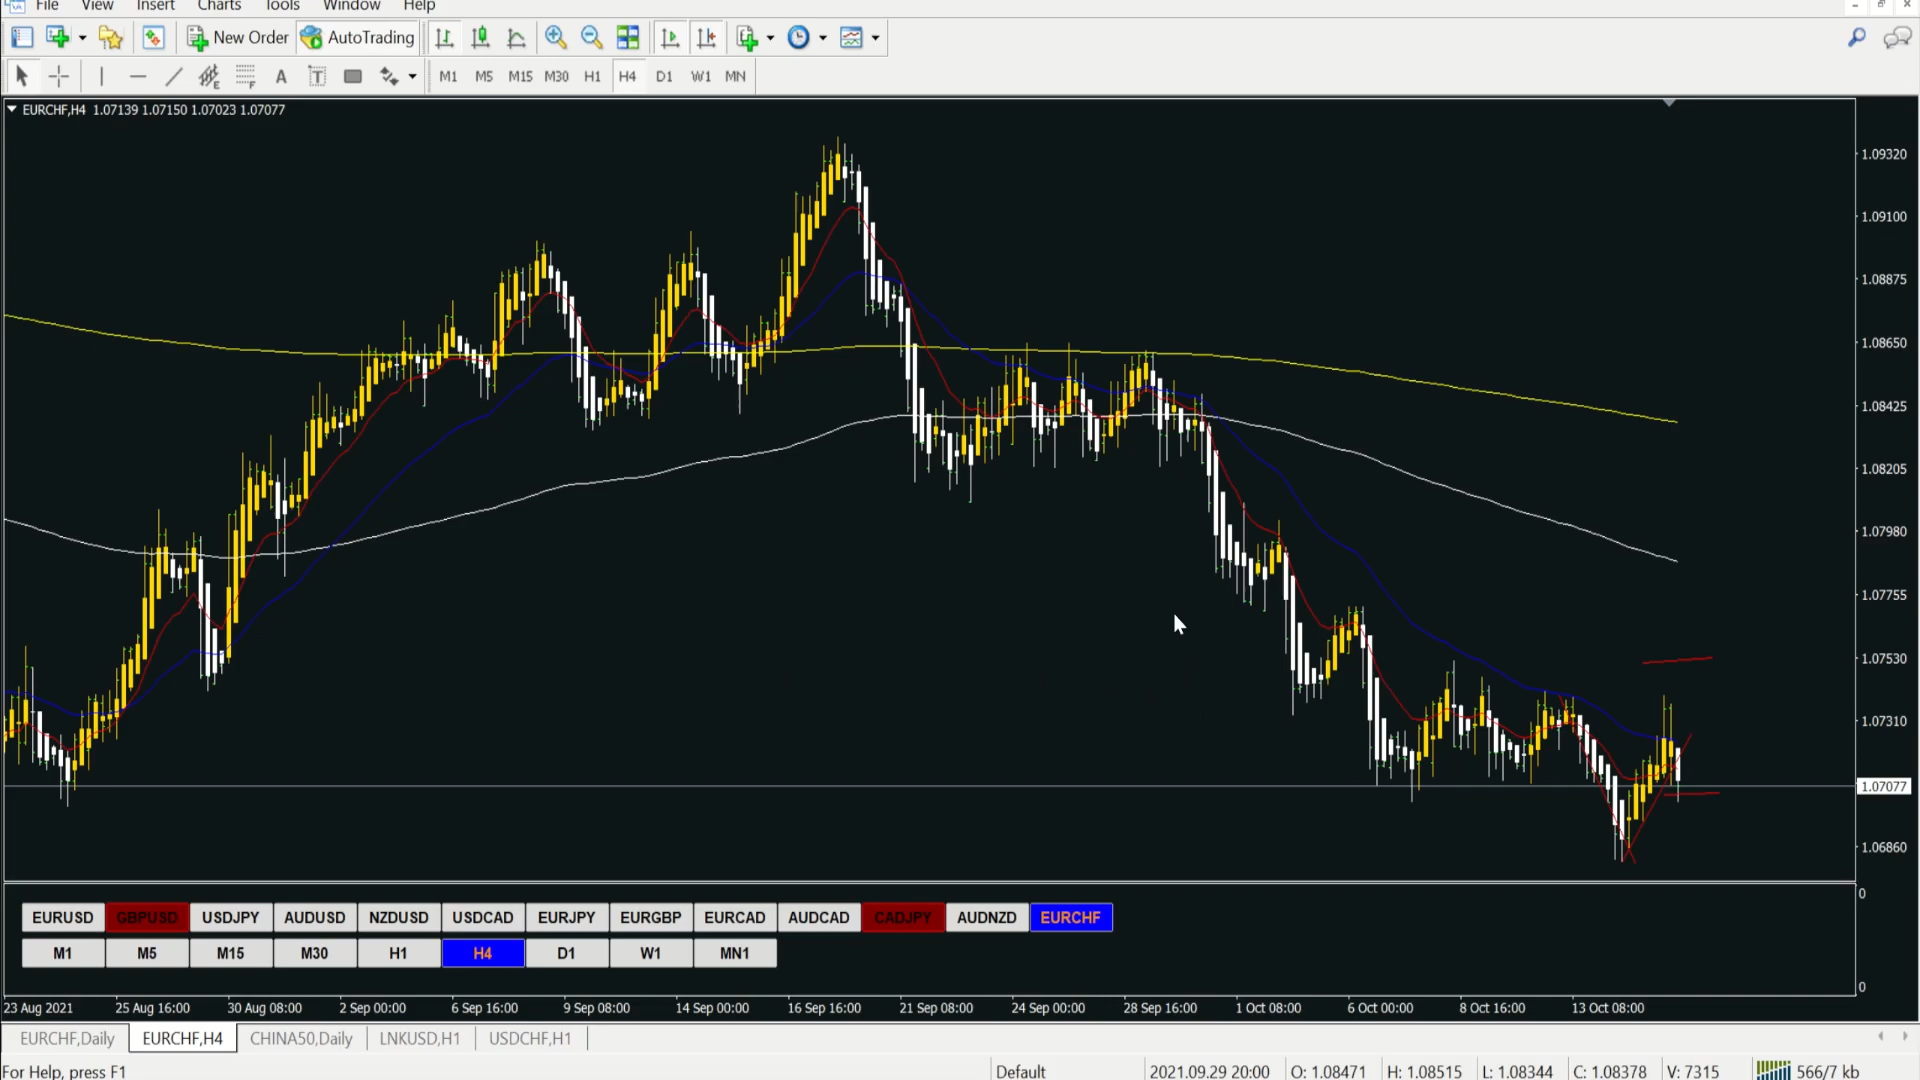 File View Insert Charts Tools Window Help
New Order AutoTrading
E F A T M1 M5 M15 M30 H1 H4 D1 W1 MN
EURCHF,H4 1.07139 1.07150 1.07023 1.07077
1.09320
1.09100
1.08875
1.08650
1.08425
1.08205
1.07980
1.07755
1.07530
1.07310
1.07077
1.06860
0
EURUSD GBPUSD USDJPY AUDUSD NZDUSD USDCAD EURJPY EURGBP EURCAD AUDCAD CADJPY AUDNZD EURCHF
M1 M5 M15 M30 H1 H4 D1 W1 MN1
0
23 Aug 2021 25 Aug 16:00 30 Aug 08:00 2 Sep 00:00 6 Sep 16:00 9 Sep 08:00 14 Sep 00:00 16 Sep 16:00 21 Sep 08:00 24 Sep 00:00 28 Sep 16:00 1 Oct 08:00 6 Oct 00:00 8 Oct 16:00 13 Oct 08:00
EURCHF,Daily EURCHF,H4 CHINA50,Daily LNKUSD,H1 USDCHF,H1
For Help, press F1 Default 2021.09.29 20:00 O: 1.08471 H: 1.08515 L: 1.08344 C: 1.08378 V: 7315 566/7 kb